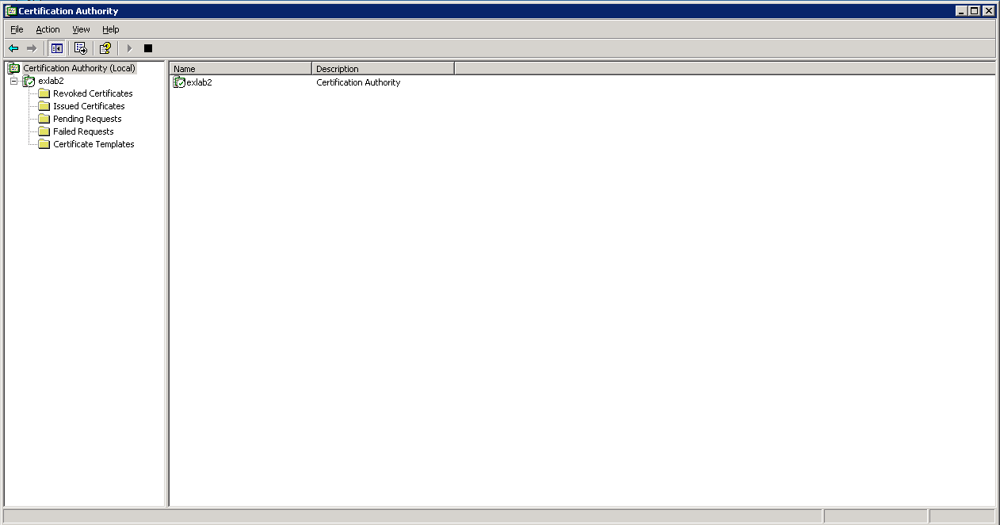 Certification Authority
File Action View Help
Certification Authority (Local)
exlab2
Revoked Certificates
Issued Certificates
Pending Requests
Failed Requests
Certificate Templates
Name Description
exlab2 Certification Authority